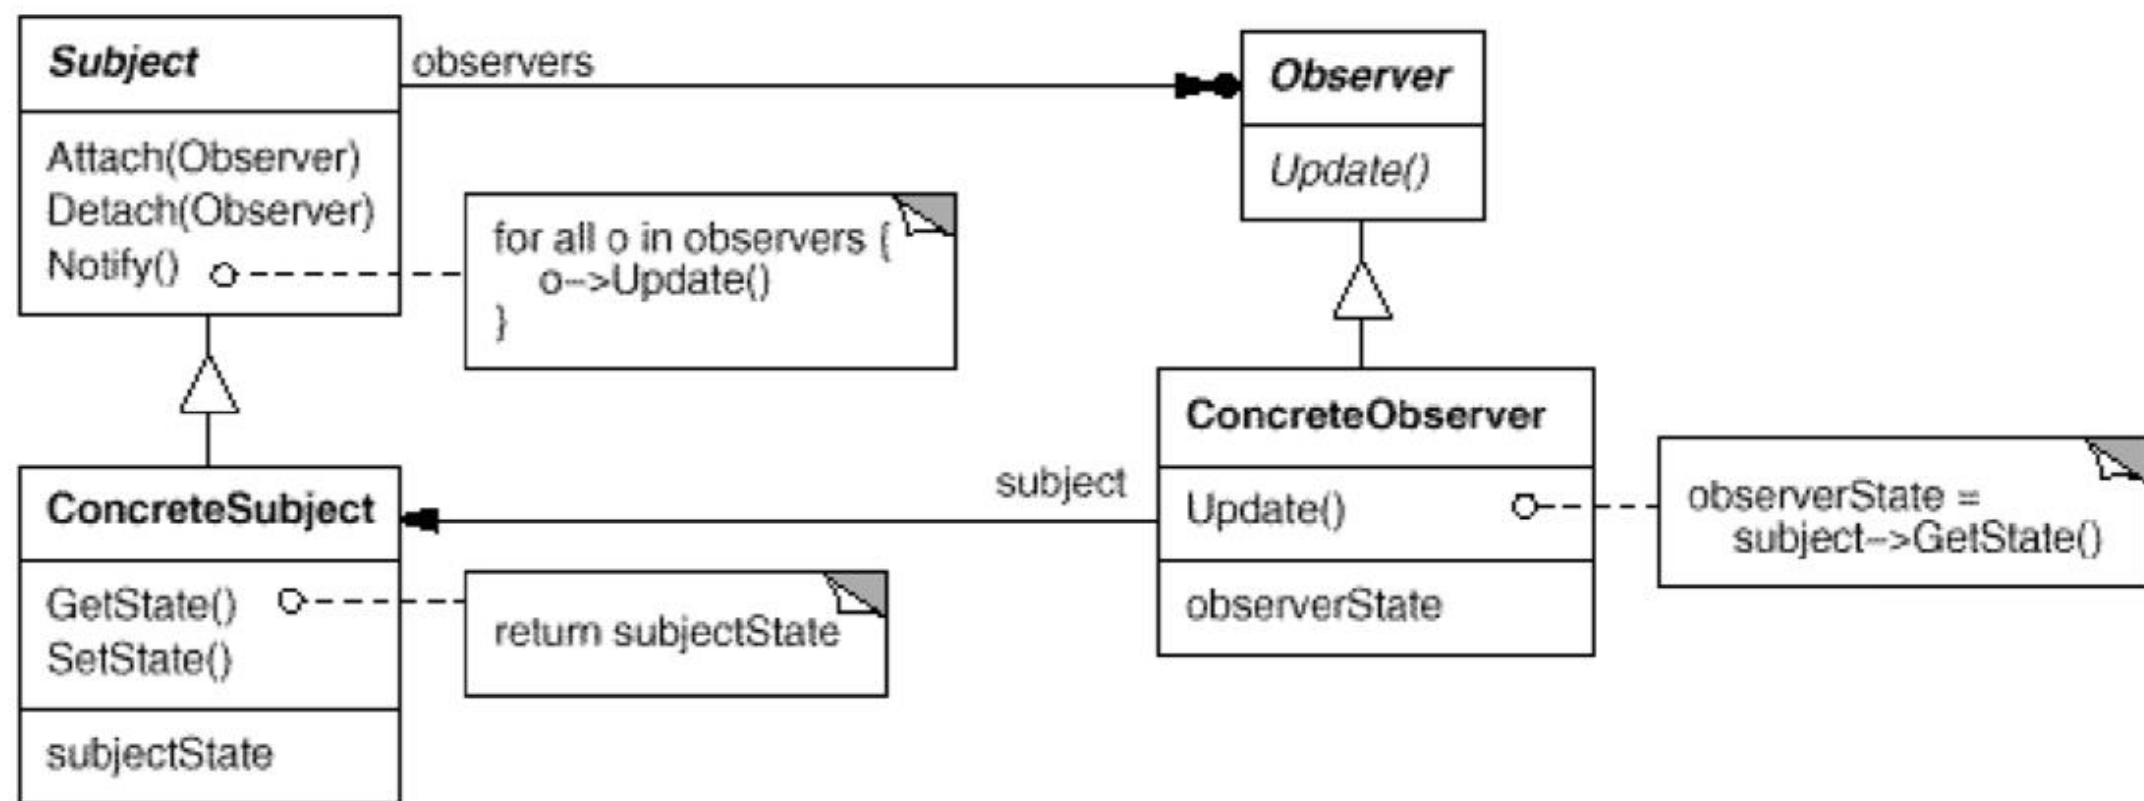 Subject
Attach(Observer)
Detach(Observer)
Notify()
observers
Observer
Update()
for all o in observers {
o-->Update()
}
ConcreteSubject
GetState()
SetState()
subjectState
return subjectState
subject
ConcreteObserver
Update()
observerState
observerState =
subject-->GetState()